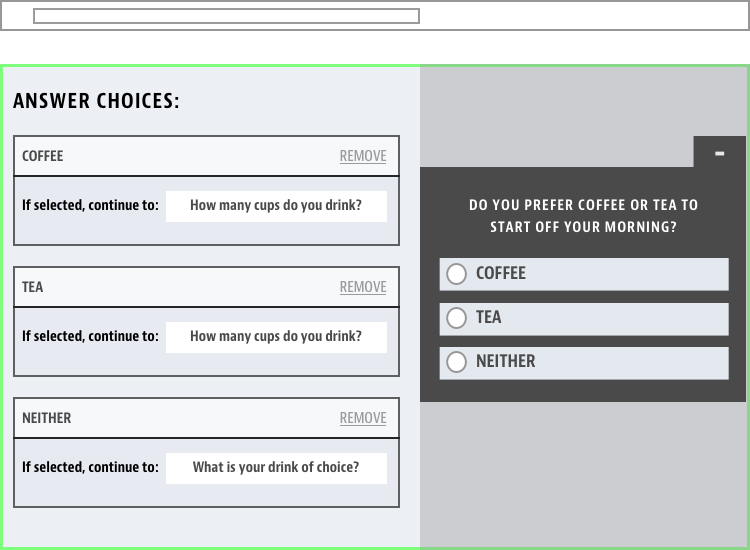 ANSWER CHOICES:
COFFEE REMOVE
If selected, continue to: How many cups do you drink?
TEA REMOVE
If selected, continue to: How many cups do you drink?
NEITHER REMOVE
If selected, continue to: What is your drink of choice?
-
DO YOU PREFER COFFEE OR TEA TO
START OFF YOUR MORNING?
COFFEE
TEA
NEITHER